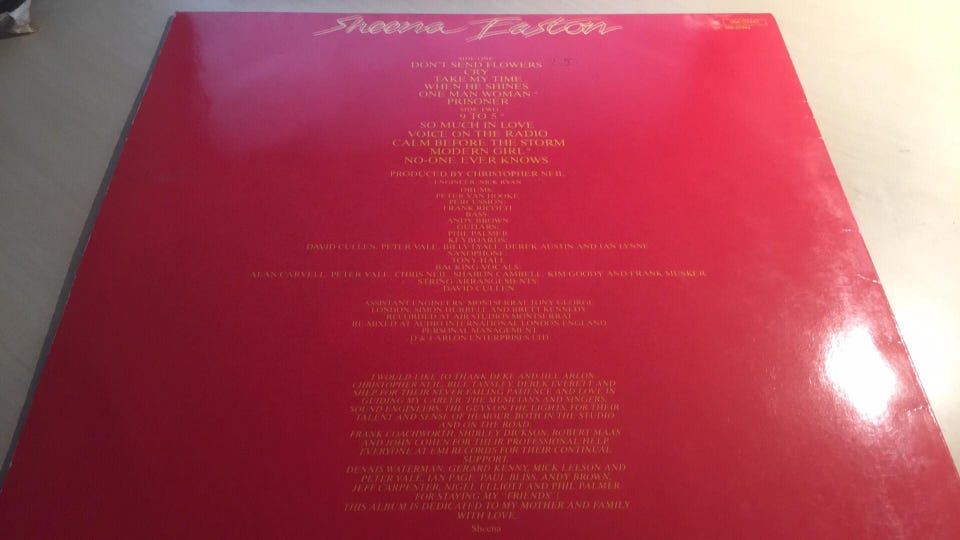 Sheena Easton
SIDE ONE
DON'T SEND FLOWERS
CRY
TAKE MY TIME
WHEN HE SHINES
ONE MAN WOMAN*
PRISONER
SIDE TWO
9 TO 5*
SO MUCH IN LOVE
VOICE ON THE RADIO
CALM BEFORE THE STORM
MODERN GIRL*
NO-ONE EVER KNOWS
PRODUCED BY CHRISTOPHER NEIL
ENGINEER: NICK RYAN
DRUMS:
PETER VAN HOOKE
PERCUSSION:
FRANK RICOTTI
BASS:
ANDY BROWN
GUITARS:
PHIL PALMER
KEYBOARDS:
DAVID CULLEN, PETER VALE, BILLY LYALL, DEREK AUSTIN AND IAN LYNNE
SAXOPHONE:
TONY HALL
BACKING VOCALS:
ALAN CARVELL, PETER VALE, CHRIS NEIL, SHARON CAMBELL, KIM GOODY AND FRANK MUSKER
STRING ARRANGEMENTS:
DAVID CULLEN
ASSISTANT ENGINEERS: MONTSERRAT, TONY GEORGE
LONDON, SIMON HURRELL AND BRETT KENNEDY
RECORDED AT AIR STUDIOS MONTSERRAT
RE-MIXED AT AUDIO INTERNATIONAL LONDON ENGLAND
PERSONAL MANAGEMENT
D & H ARLON ENTERPRISES LTD
I WOULD LIKE TO THANK DEKE AND HEL ARLON,
CHRISTOPHER NEIL, BILL TANSLEY, DEREK EVERETT AND
SHEP FOR THEIR NEVER FAILING PATIENCE AND LOVE IN
GUIDING MY CAREER. THE MUSICIANS AND SINGERS,
SOUND ENGINEERS, THE GUYS ON THE LIGHTS, FOR THEIR
TALENT AND SENSE OF HUMOUR, BOTH IN THE STUDIO
AND ON THE ROAD.
FRANK COACHWORTH, SHIRLEY DICKSON, ROBERT MAAS
AND JOHN COHEN FOR THEIR PROFESSIONAL HELP.
EVERYONE AT EMI RECORDS FOR THEIR CONTINUAL
SUPPORT.
DENNIS WATERMAN, GERARD KENNY, MICK LEESON AND
PETER VALE, IAN PAGE, PAUL BLISS, ANDY BROWN,
JEFF CARPENTER, NIGEL ELLIOTT AND PHIL PALMER
FOR STAYING MY "FRIENDS"!
THIS ALBUM IS DEDICATED TO MY MOTHER AND FAMILY
WITH LOVE.
Sheena